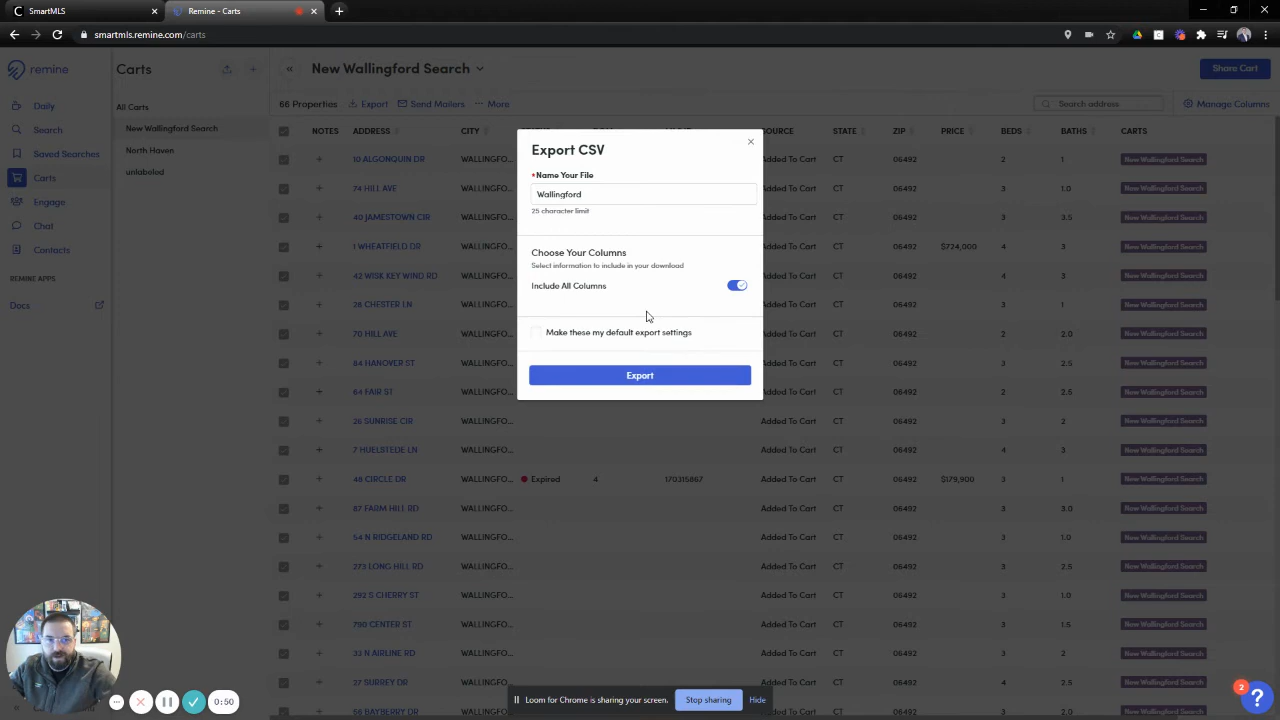 SmartMLS
Remine - Carts
smartmls.remine.com/carts
remine
Carts
New Wallingford Search
Share Cart
Daily
Search
Saved Searches
Carts
Engage
Chat
Contacts
REMINE APPS
Docs
All Carts
New Wallingford Search
North Haven
unlabeled
66 Properties Export Send Mailers More
Search address
Manage Columns
NOTES ADDRESS CITY SOURCE STATE ZIP PRICE BEDS BATHS CARTS
10 ALGONQUIN DR WALLINGFO... Added To Cart CT 06492 2 1 New Wallingford Search
74 HILL AVE WALLINGFO... Added To Cart CT 06492 3 1.0 New Wallingford Search
40 JAMESTOWN CIR WALLINGFO... Added To Cart CT 06492 3 3.5 New Wallingford Search
1 WHEATFIELD DR WALLINGFO... Added To Cart CT 06492 $724,0... 4 3 New Wallingford Search
42 WISK KEY WIND RD WALLINGFO... Added To Cart CT 06492 4 3 New Wallingford Search
28 CHESTER LN WALLINGFO... Added To Cart CT 06492 3 1 New Wallingford Search
70 HILL AVE WALLINGFO... Added To Cart CT 06492 3 2.0 New Wallingford Search
84 HANOVER ST WALLINGFO... Added To Cart CT 06492 3 2.5 New Wallingford Search
64 FAIR ST WALLINGFO... Added To Cart CT 06492 2 2.5 New Wallingford Search
26 SUNRISE CIR WALLINGFO... Added To Cart CT 06492 3 2 New Wallingford Search
7 HUELSTEDE LN WALLINGFO... Added To Cart CT 06492 4 3 New Wallingford Search
48 CIRCLE DR WALLINGFO... Expired 4 170315867 Added To Cart CT 06492 $179,900 3 1 New Wallingford Search
87 FARM HILL RD WALLINGFO... Added To Cart CT 06492 3 3.0 New Wallingford Search
54 N RIDGELAND RD WALLINGFO... Added To Cart CT 06492 3 1.0 New Wallingford Search
273 LONG HILL RD WALLINGFO... Added To Cart CT 06492 3 2.5 New Wallingford Search
292 S CHERRY ST WALLINGFO... Added To Cart CT 06492 3 1.0 New Wallingford Search
790 CENTER ST WALLINGFO... Added To Cart CT 06492 3 1.5 New Wallingford Search
33 N AIRLINE RD WALLINGFO... Added To Cart CT 06492 3 2 New Wallingford Search
27 SURREY DR WALLINGFO... Added To Cart CT 06492 4 2.5 New Wallingford Search
58 BAYBERRY DR WALLINGFO... Added To Cart CT 06492 3 2.0 New Wallingford Search
Export CSV
*Name Your File
Wallingford
25 character limit
Choose Your Columns
Select information to include in your download
Include All Columns
Make these my default export settings
Export
0:50
Loom for Chrome is sharing your screen. Stop sharing Hide
2
?